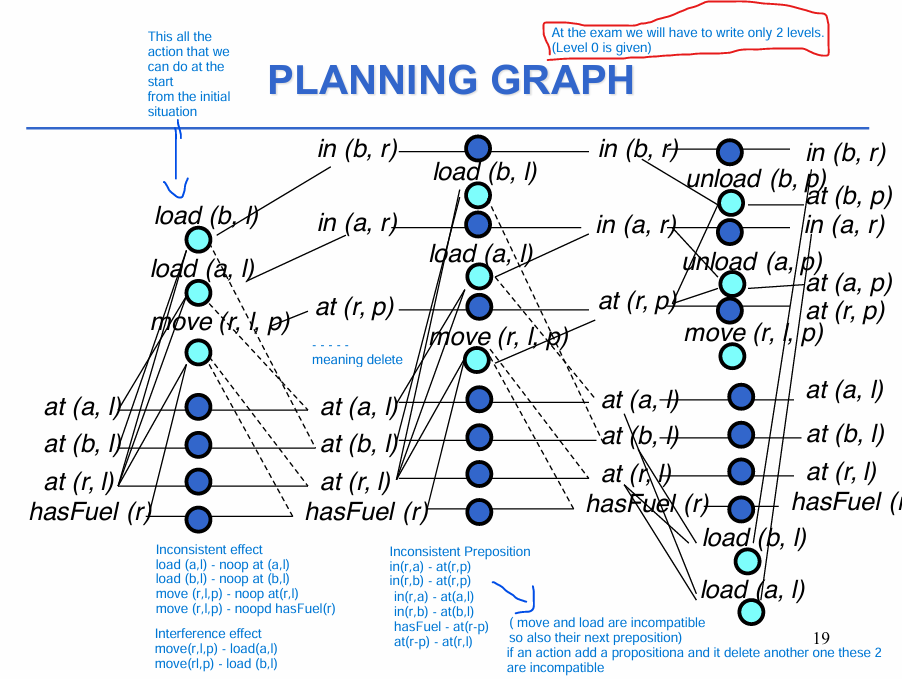 This all the
action that we
can do at the
start
from the initial
situation
At the exam we will have to write only 2 levels.
(Level 0 is given)
PLANNING GRAPH
in (b, r)
in (b, r)
in (b, r)
load (b, l)
unload (b, p)
at (b, p)
load (b, l)
in (a, r)
in (a, r)
in (a, r)
load (a, l)
load (a, l)
unload (a, p)
at (a, p)
at (r, p)
at (r, p)
at (r, p)
move (r, l, p)
move (r, l, p)
move (r, l, p)
- - - - -
meaning delete
at (a, l)
at (a, l)
at (a, l)
at (a, l)
at (b, l)
at (b, l)
at (b, l)
at (b, l)
at (r, l)
at (r, l)
at (r, l)
at (r, l)
hasFuel (r)
hasFuel (r)
hasFuel (r)
hasFuel (r
load (b, l)
load (a, l)
Inconsistent effect
load (a,l) - noop at (a,l)
load (b,l) - noop at (b,l)
move (r,l,p) - noop at(r,l)
move (r,l,p) - noopd hasFuel(r)
Interference effect
move(r,l,p) - load(a,l)
move(rl,p) - load (b,l)
Inconsistent Preposition
in(r,a) - at(r,p)
in(r,b) - at(r,p)
in(r,a) - at(a,l)
in(r,b) - at(b,l)
hasFuel - at(r-p)
at(r-p) - at(r,l)
( move and load are incompatible
so also their next preposition)
if an action add a propositiona and it delete another one these 2
are incompatible
19